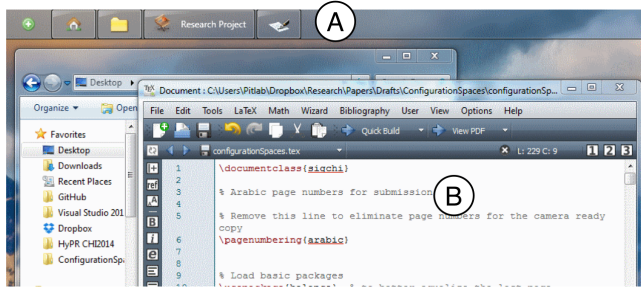 Research Project
A
Desktop
Organize
Open
Favorites
Desktop
Downloads
Recent Places
GitHub
Visual Studio 201
Dropbox
HyPR CHI2014
ConfigurationSpa
Document : C:\Users\Pitlab\Dropbox\Research\Papers\Drafts\ConfigurationSpaces\configurationSp...
File Edit Tools LaTeX Math Wizard Bibliography User View Options Help
Quick Build View PDF
configurationSpaces.tex L: 229 C: 9 1 2 3
1 \documentclass{sigchi}
2
3 % Arabic page numbers for submission.
B
4
5 % Remove this line to eliminate page numbers for the camera ready
copy
6 \pagenumbering{arabic}
7
8
9 % Load basic packages
ref